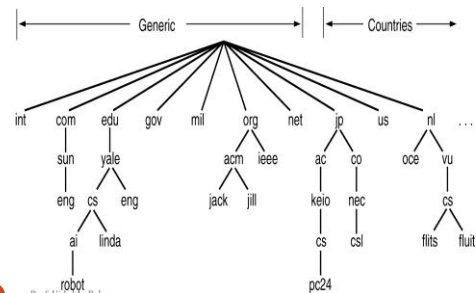 Generic Countries
int com edu gov mil org net jp us nl ...
sun yale acm ieee ac co oce vu
eng cs eng jack jill keio nec cs
ai linda cs csl flits fluit
robot pc24